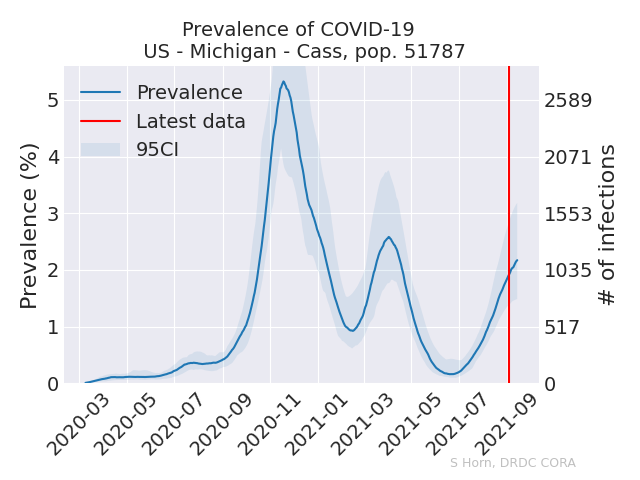 Prevalence of COVID-19
US - Michigan - Cass, pop. 51787
Prevalence
Latest data
95CI
Prevalence (%)
5
4
3
2
1
0
2589
2071
1553
1035
517
0
# of infections
2020-03
2020-05
2020-07
2020-09
2020-11
2021-01
2021-03
2021-05
2021-07
2021-09
S Horn, DRDC CORA